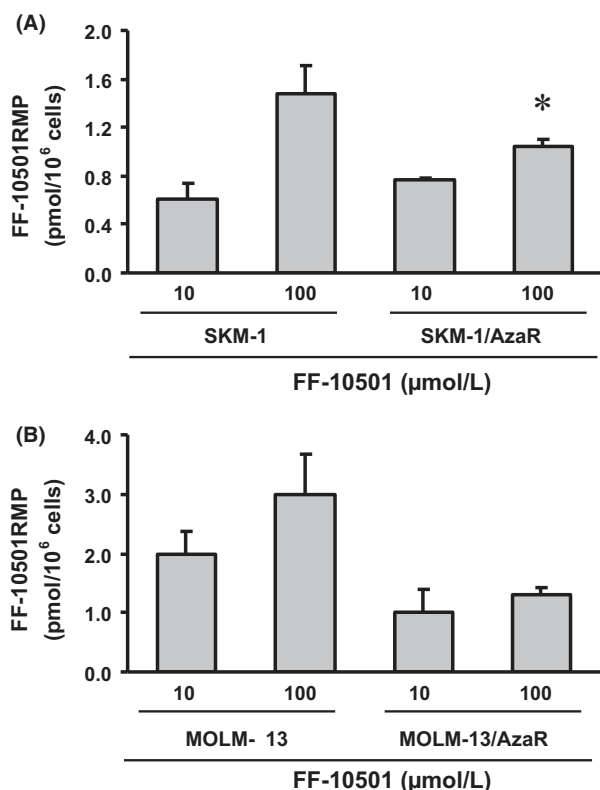 (A)
FF-10501RMP
(pmol/10⁶ cells)
2.0
1.6
1.2
0.8
0.4
0.0
*
10 100 10 100
SKM-1 SKM-1/AzaR
FF-10501 (µmol/L)
(B)
FF-10501RMP
(pmol/10⁶ cells)
4.0
3.0
2.0
1.0
0.0
10 100 10 100
MOLM- 13 MOLM-13/AzaR
FF-10501 (µmol/L)